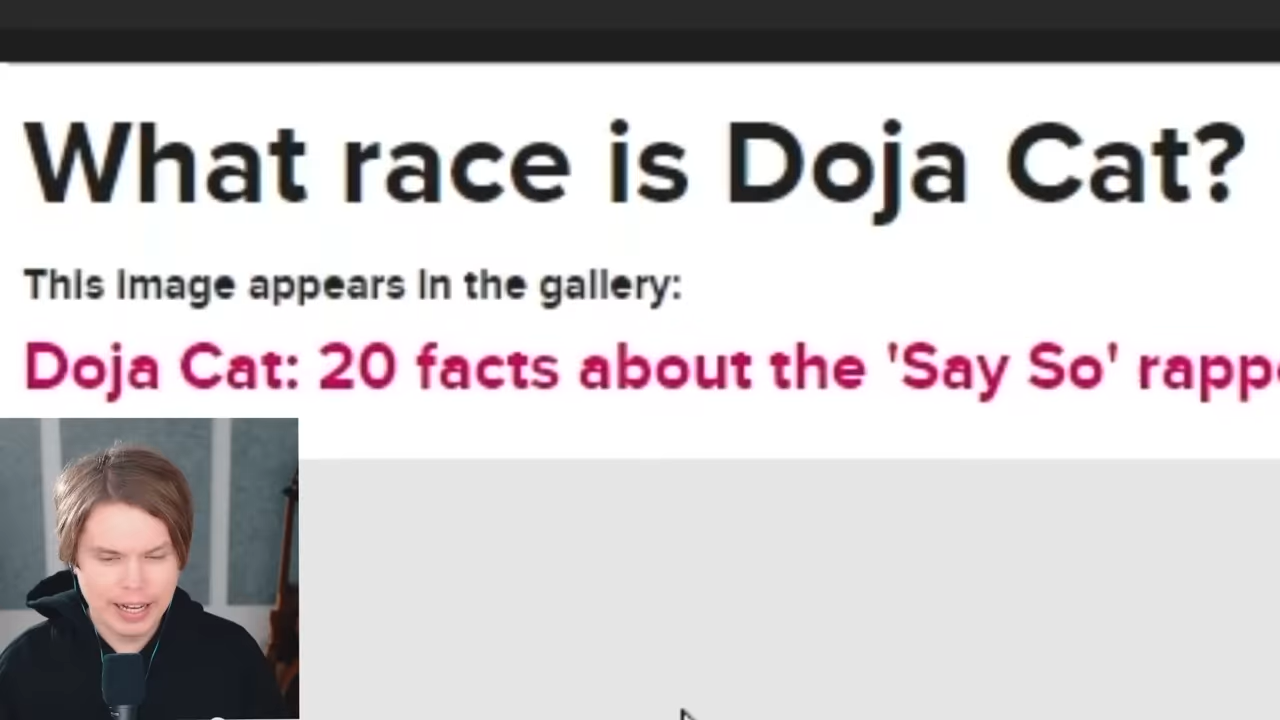 What race is Doja Cat?
This image appears in the gallery:
Doja Cat: 20 facts about the 'Say So' rapp